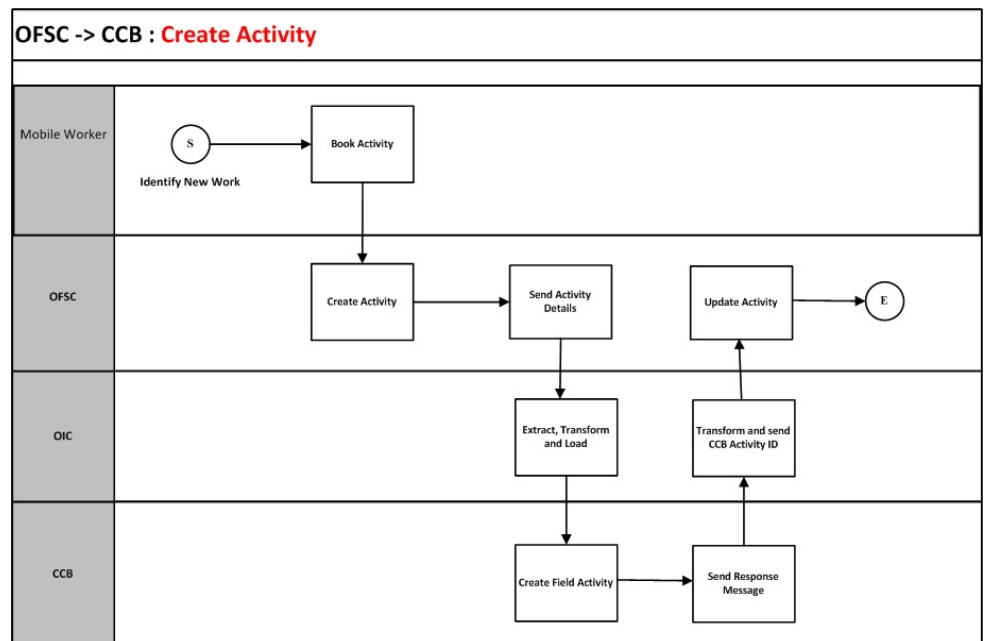 OFSC -> CCB : Create Activity
Mobile Worker
S
Identify New Work
Book Activity
OFSC
Create Activity
Send Activity
Details
Update Activity
E
OIC
Extract, Transform
and Load
Transform and send
CCB Activity ID
CCB
Create Field Activity
Send Response
Message